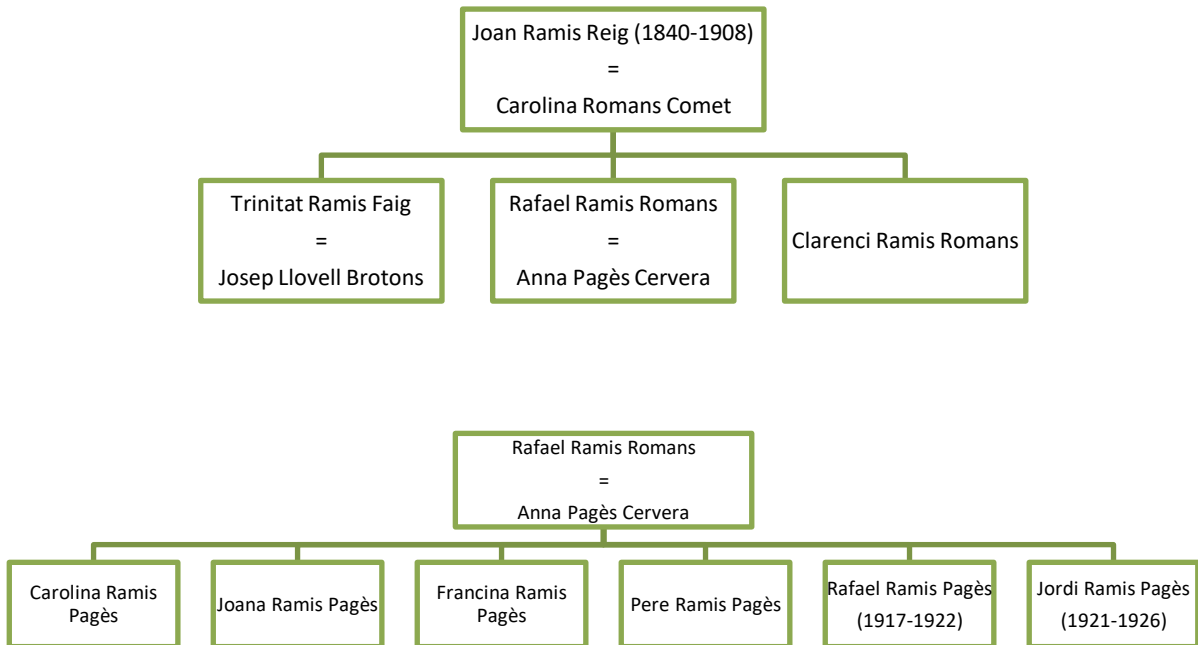 Joan Ramis Reig (1840-1908)
=
Carolina Romans Comet
Trinitat Ramis Faig
=
Josep Llovell Brotons
Rafael Ramis Romans
=
Anna Pagès Cervera
Clarenci Ramis Romans
Rafael Ramis Romans
=
Anna Pagès Cervera
Carolina Ramis
Pagès
Joana Ramis Pagès
Francina Ramis
Pagès
Pere Ramis Pagès
Rafael Ramis Pagès
(1917-1922)
Jordi Ramis Pagès
(1921-1926)